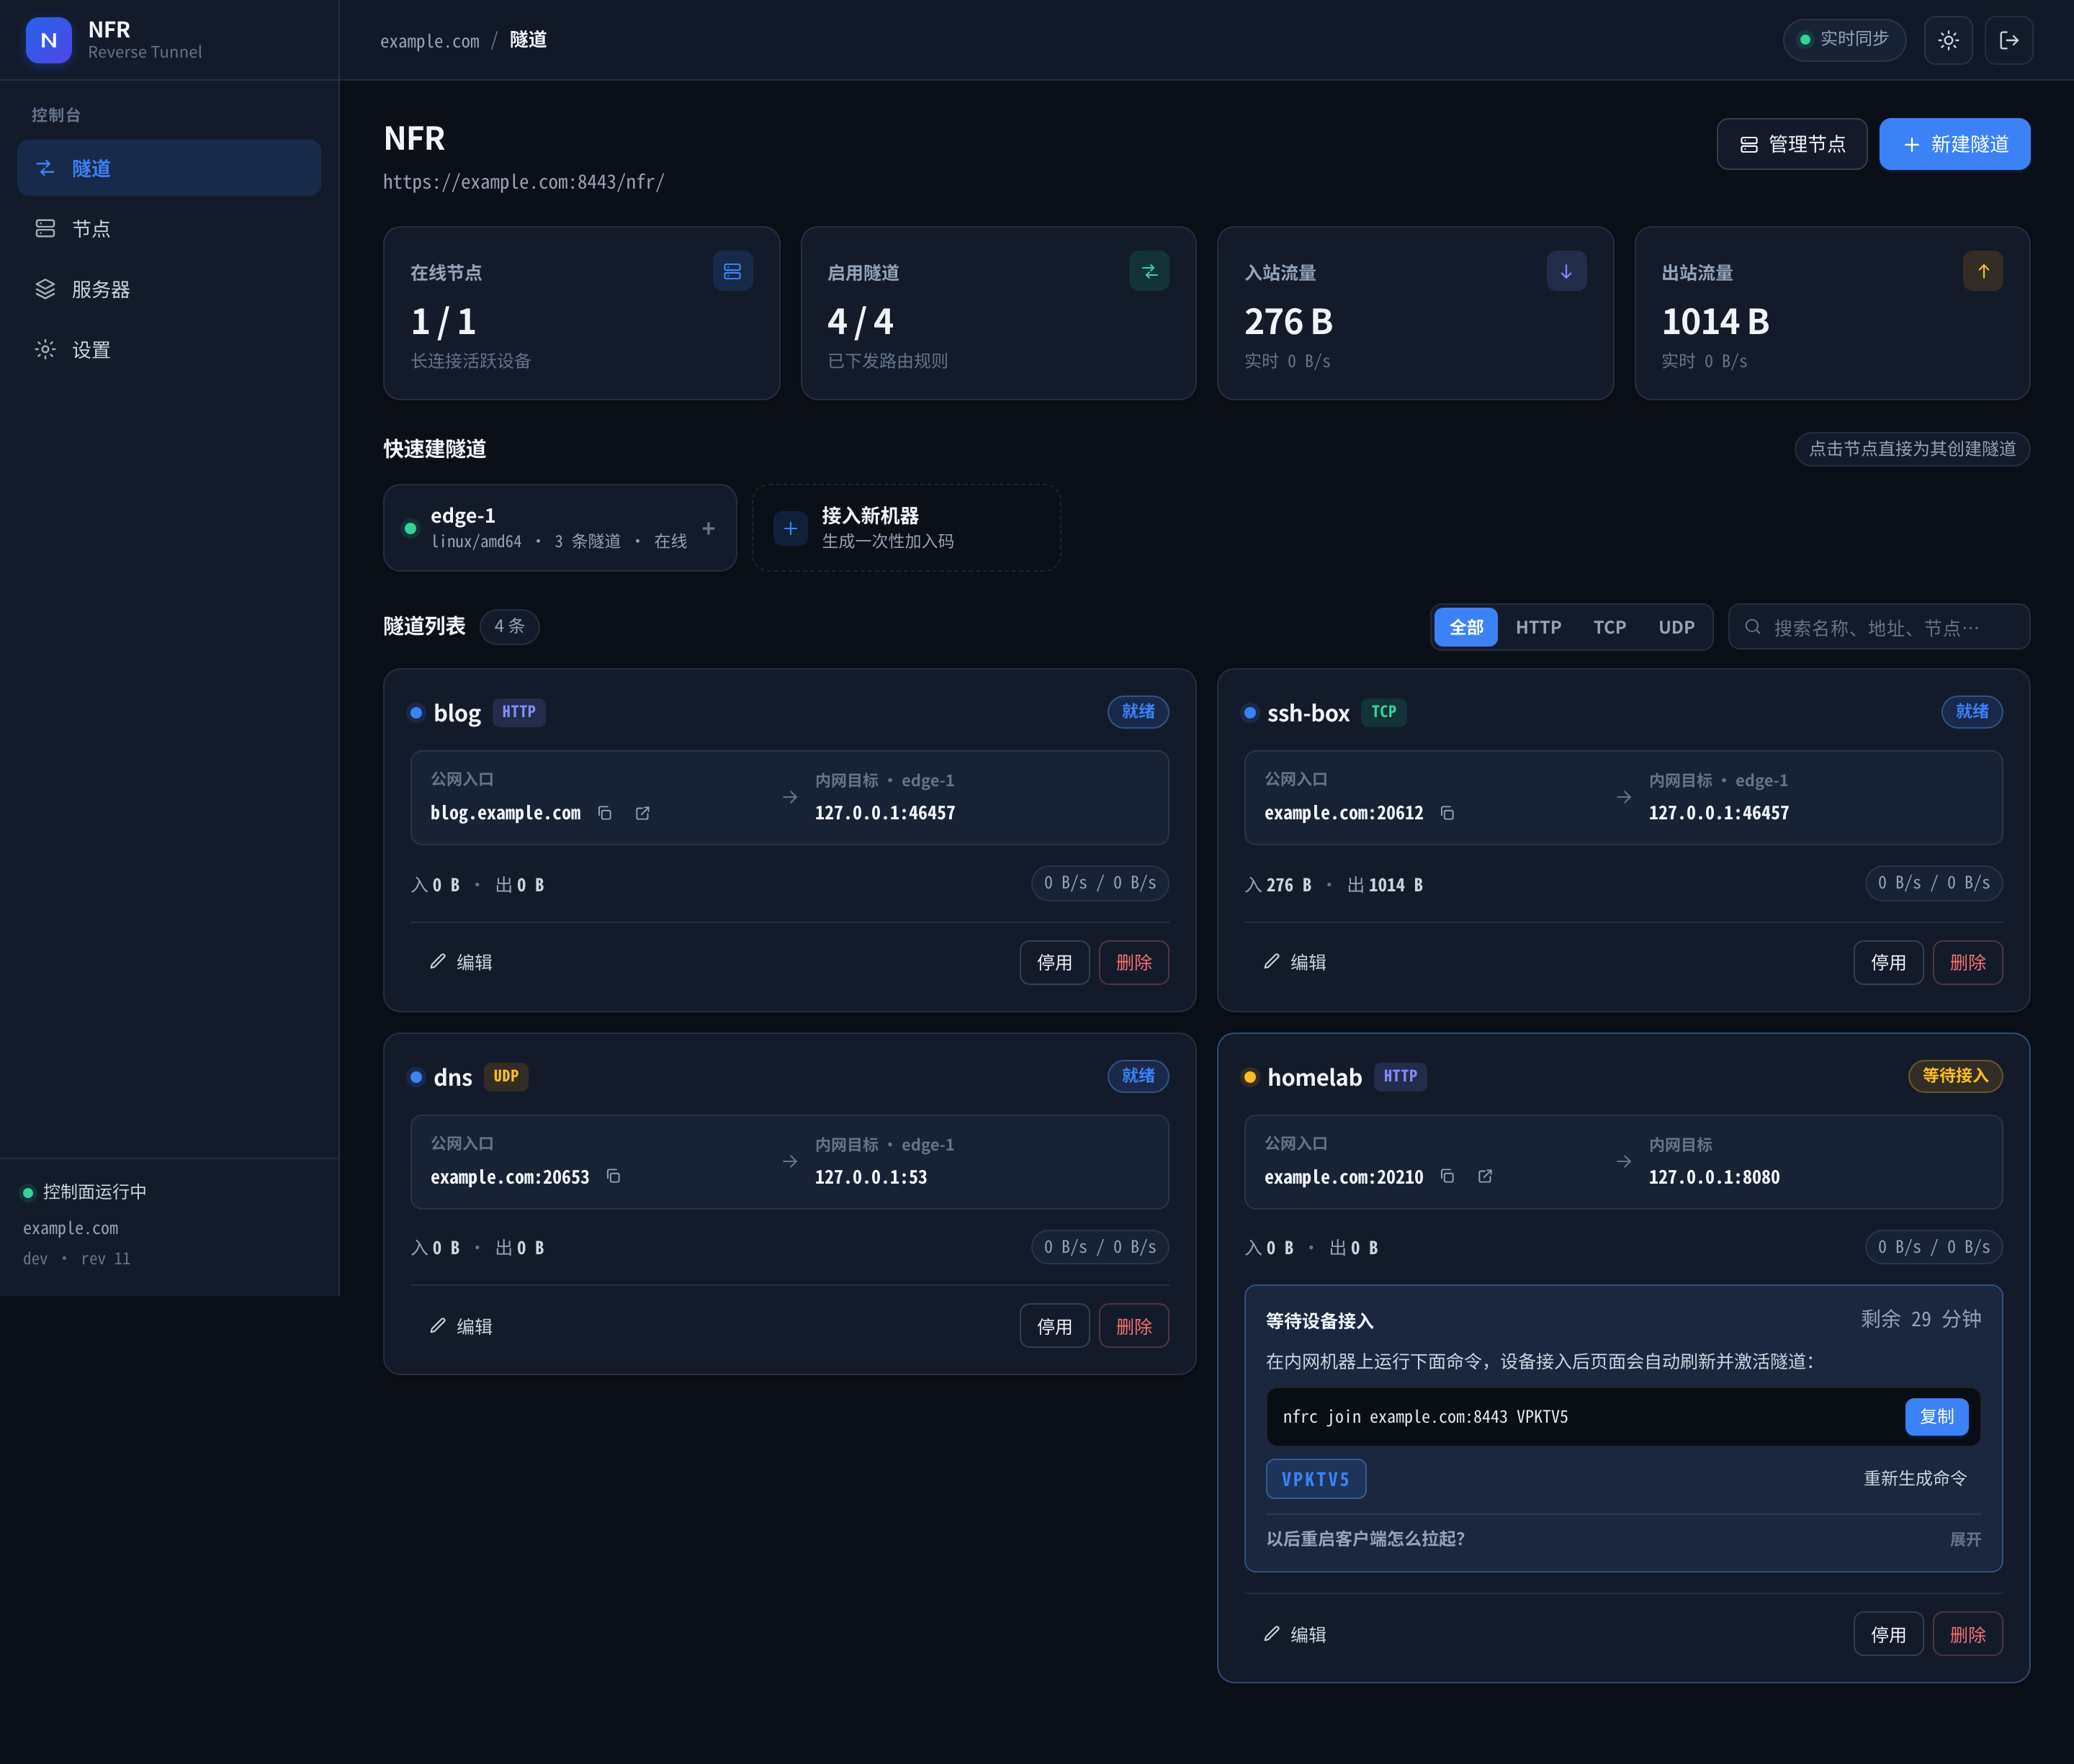 N
NFR
Reverse Tunnel
example.com / 隧道
实时同步
控制台
隧道
节点
服务器
设置
控制面运行中
example.com
dev • rev 11
NFR
https://example.com:8443/nfr/
管理节点
新建隧道
在线节点
1 / 1
长连接活跃设备
启用隧道
4 / 4
已下发路由规则
入站流量
276 B
实时 0 B/s
出站流量
1014 B
实时 0 B/s
快速建隧道
点击节点直接为其创建隧道
edge-1
linux/amd64 • 3 条隧道 • 在线
接入新机器
生成一次性加入码
隧道列表
4 条
全部
HTTP
TCP
UDP
搜索名称、地址、节点…
blog HTTP
就绪
公网入口
blog.example.com
内网目标 • edge-1
127.0.0.1:46457
入 0 B • 出 0 B
0 B/s / 0 B/s
编辑
停用
删除
ssh-box TCP
就绪
公网入口
example.com:20612
内网目标 • edge-1
127.0.0.1:46457
入 276 B • 出 1014 B
0 B/s / 0 B/s
编辑
停用
删除
dns UDP
就绪
公网入口
example.com:20653
内网目标 • edge-1
127.0.0.1:53
入 0 B • 出 0 B
0 B/s / 0 B/s
编辑
停用
删除
homelab HTTP
等待接入
公网入口
example.com:20210
内网目标
127.0.0.1:8080
入 0 B • 出 0 B
0 B/s / 0 B/s
等待设备接入
剩余 29 分钟
在内网机器上运行下面命令，设备接入后页面会自动刷新并激活隧道：
nfrc join example.com:8443 VPKTV5
复制
VPKTV5
重新生成命令
以后重启客户端怎么拉起？
展开
编辑
停用
删除